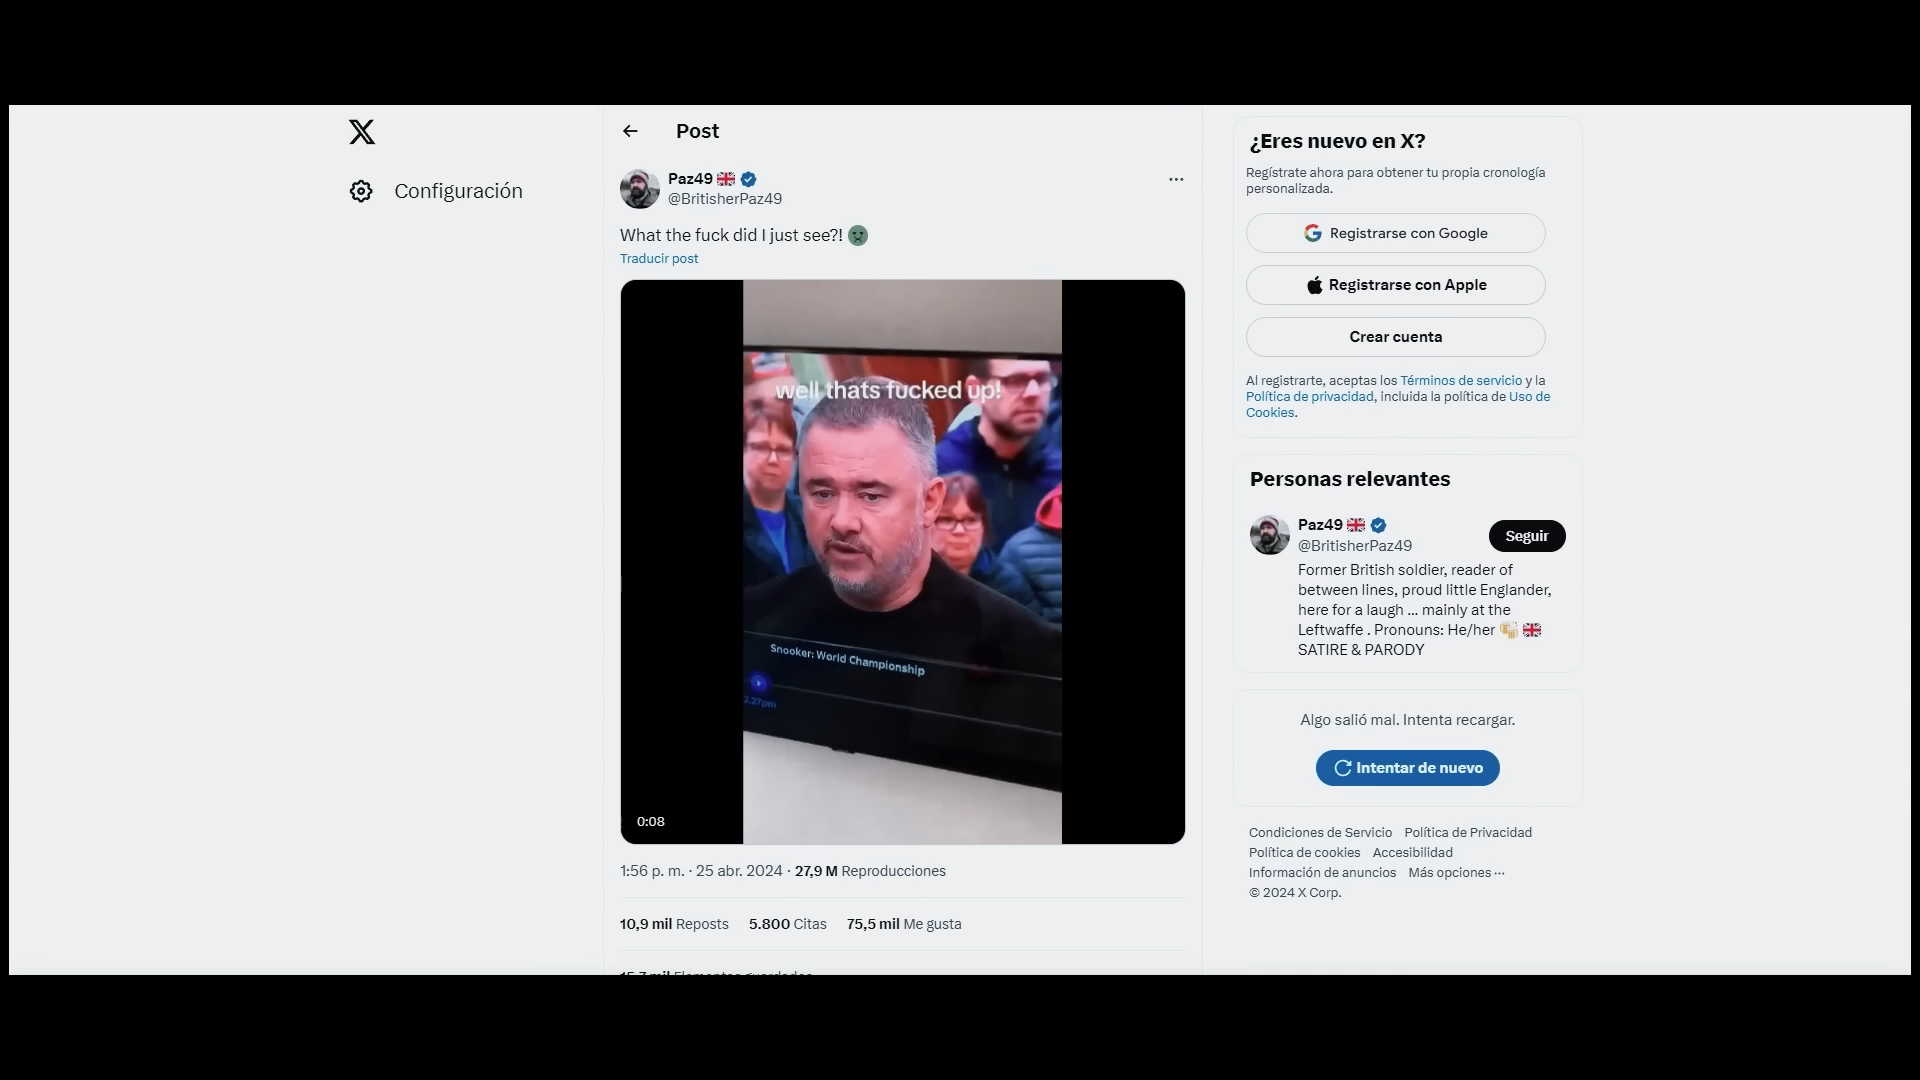 Configuración
Post
Paz49
@BritisherPaz49
What the fuck did I just see?!
Traducir post
well thats fucked up!
Snooker: World Championship
2.27pm
0:08
1:56 p. m. · 25 abr. 2024 · 27,9 M Reproducciones
10,9 mil Reposts 5.800 Citas 75,5 mil Me gusta
¿Eres nuevo en X?
Regístrate ahora para obtener tu propia cronología
personalizada.
Registrarse con Google
Registrarse con Apple
Crear cuenta
Al registrarte, aceptas los Términos de servicio y la
Política de privacidad, incluida la política de Uso de
Cookies.
Personas relevantes
Paz49
@BritisherPaz49
Seguir
Former British soldier, reader of
between lines, proud little Englander,
here for a laugh ... mainly at the
Leftwaffe . Pronouns: He/her
SATIRE & PARODY
Algo salió mal. Intenta recargar.
Intentar de nuevo
Condiciones de Servicio Política de Privacidad
Política de cookies Accesibilidad
Información de anuncios Más opciones ···
© 2024 X Corp.